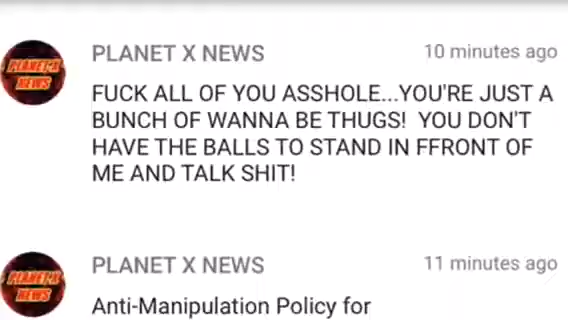 PLANET X NEWS
10 minutes ago
PLANET-X
NEWS
FUCK ALL OF YOU ASSHOLE...YOU'RE JUST A
BUNCH OF WANNA BE THUGS! YOU DON'T
HAVE THE BALLS TO STAND IN FFRONT OF
ME AND TALK SHIT!
PLANET X NEWS
11 minutes ago
PLANET-X
NEWS
Anti-Manipulation Policy for